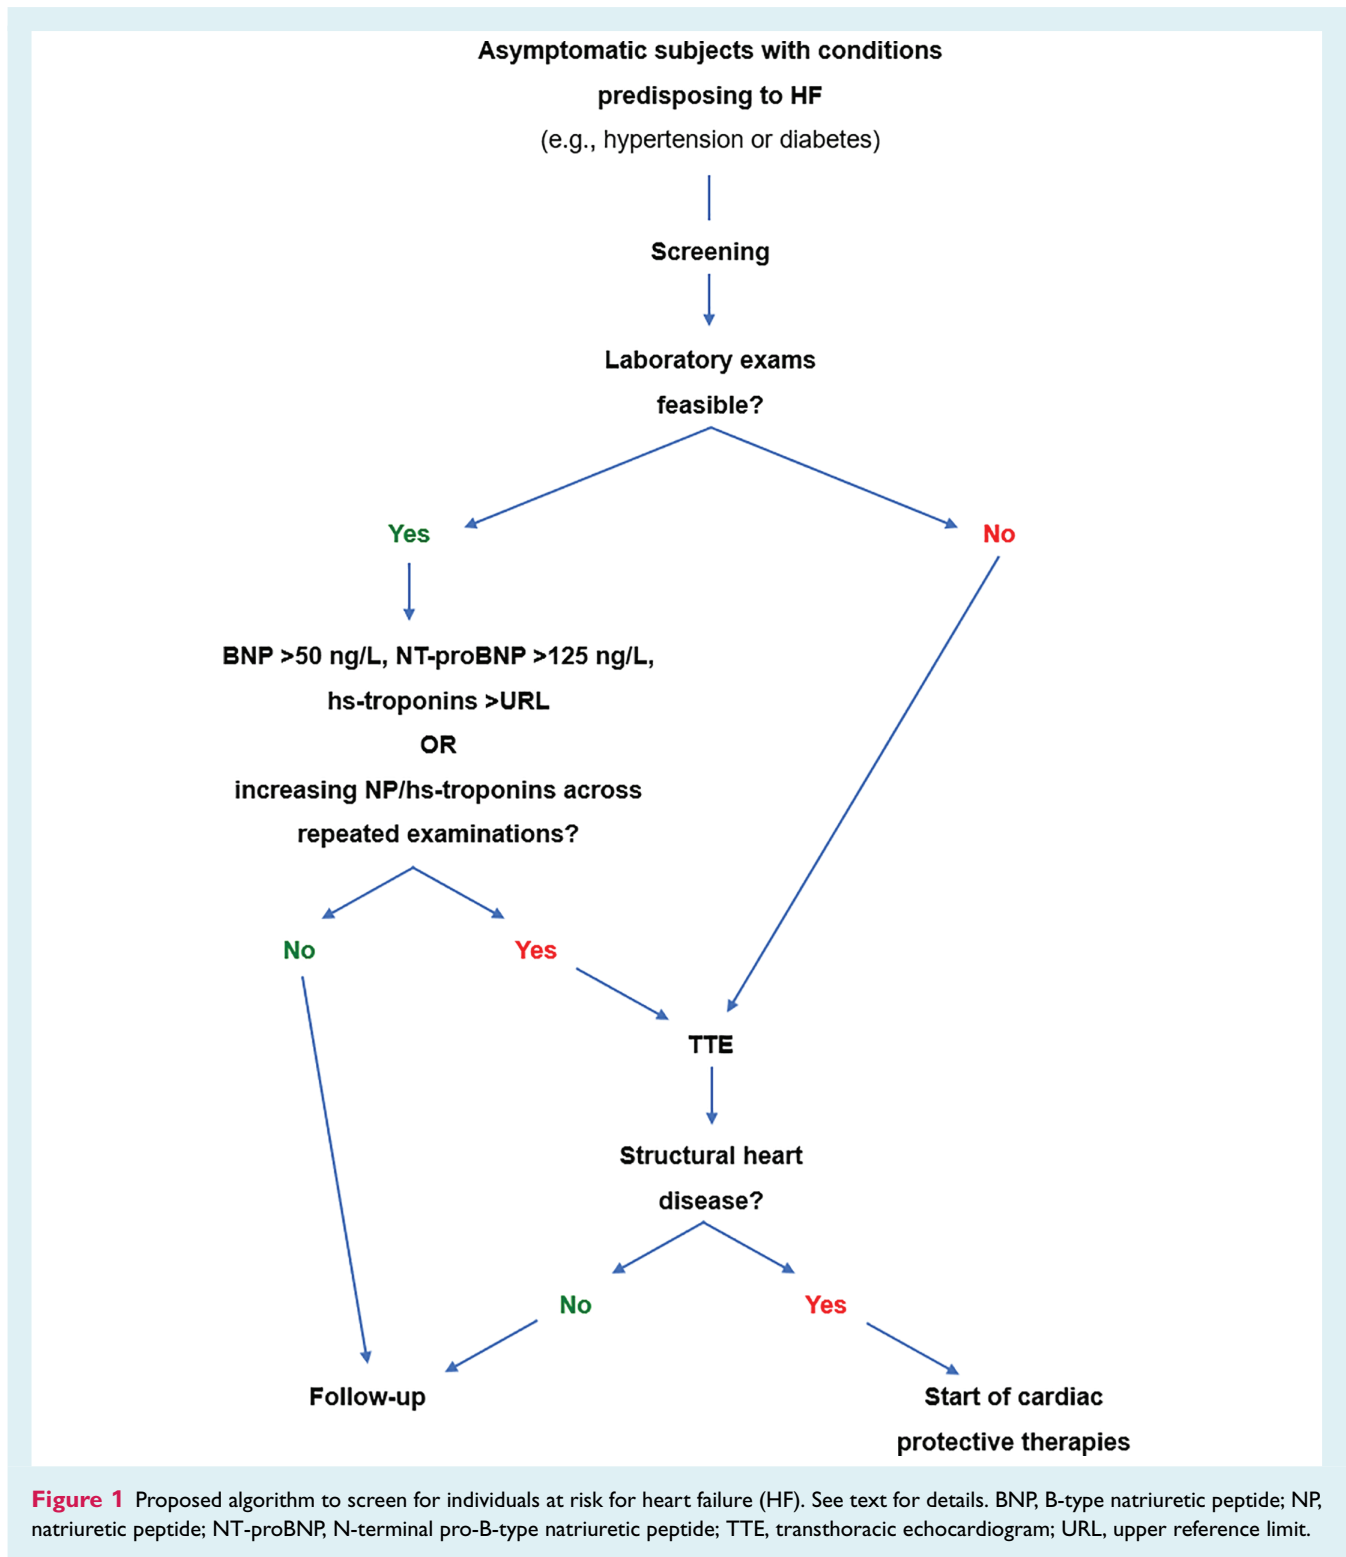 Asymptomatic subjects with conditions
predisposing to HF
(e.g., hypertension or diabetes)
Screening
Laboratory exams
feasible?
Yes
No
BNP >50 ng/L, NT-proBNP >125 ng/L,
hs-troponins >URL
OR
increasing NP/hs-troponins across
repeated examinations?
No
Yes
TTE
Structural heart
disease?
No
Yes
Follow-up
Start of cardiac
protective therapies
Figure 1 Proposed algorithm to screen for individuals at risk for heart failure (HF). See text for details. BNP, B-type natriuretic peptide; NP,
natriuretic peptide; NT-proBNP, N-terminal pro-B-type natriuretic peptide; TTE, transthoracic echocardiogram; URL, upper reference limit.